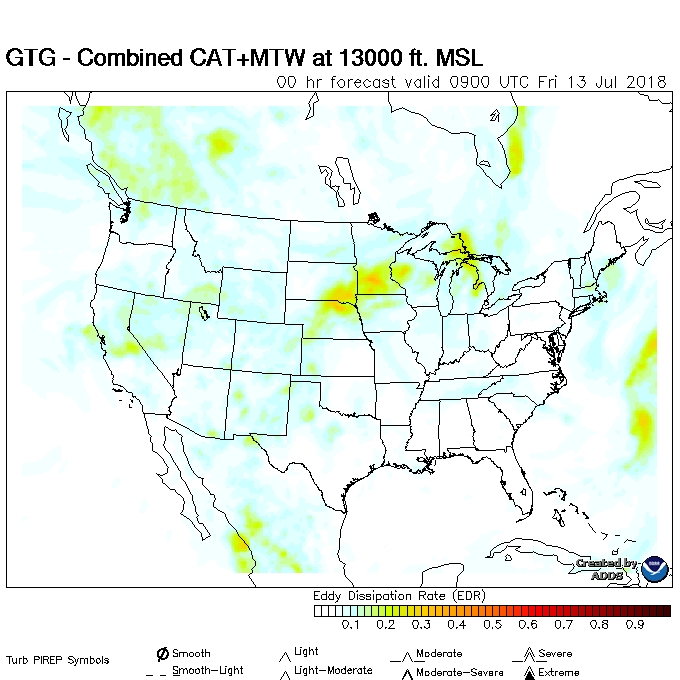 GTG - Combined CAT+MTW at 13000 ft. MSL
00 hr forecast valid 0900 UTC Fri 13 Jul 2018
Created by
ADDS
Eddy Dissipation Rate (EDR)
0.1 0.2 0.3 0.4 0.5 0.6 0.7 0.8 0.9
Turb PIREP Symbols
Smooth Light Moderate Severe
Smooth-Light Light-Moderate Moderate-Severe Extreme